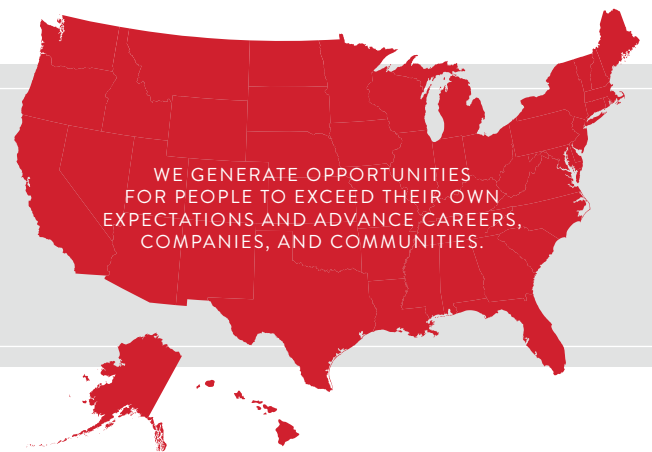 WE GENERATE OPPORTUNITIES
FOR PEOPLE TO EXCEED THEIR OWN
EXPECTATIONS AND ADVANCE CAREERS,
COMPANIES, AND COMMUNITIES.